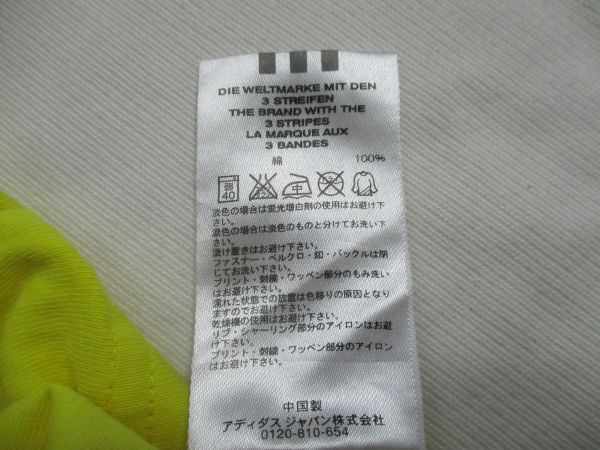 DIE WELTMARKE MIT DEN
3 STREIFEN
THE BRAND WITH THE
3 STRIPES
LA MARQUE AUX
3 BANDES
綿 100%
弱
40
中
淡色の場合は蛍光増白剤の使用はお避け下さい。
濃色の場合は淡色のものと分けてお洗い下さい。
漬け置きはお避け下さい。
ファスナー・ベルクロ・釦・バックルは閉じてお洗い下さい。
プリント・刺繍・ワッペン部分のもみ洗いはお避け下さい。
濡れた状態での放置は色移りの原因となりますのでお避け下さい。
乾燥機の使用はお避け下さい。
リブ・シャーリング部分のアイロンはお避け下さい。
プリント・刺繍・ワッペン部分のアイロンはお避け下さい。
中国製
アディダス ジャパン株式会社
0120-810-654